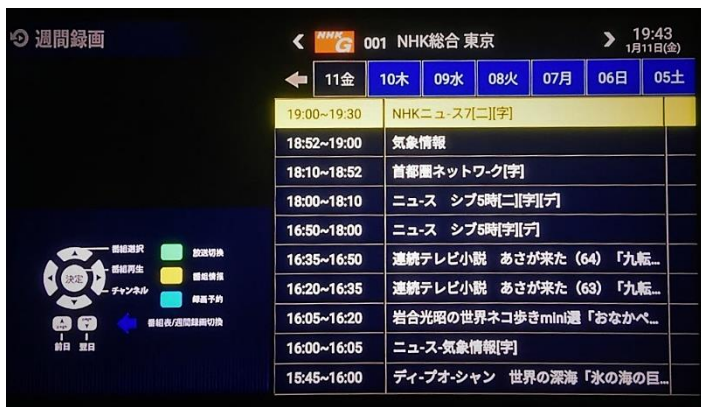 週間録画
NHK G 001 NHK総合 東京
19:43
1月11日(金)
11金 10木 09水 08火 07月 06日 05土
19:00~19:30 NHKニュ-ス7[二][字]
18:52~19:00 気象情報
18:10~18:52 首都圏ネットワ-ク[字]
18:00~18:10 ニュ-ス シブ5時[二][字][デ]
16:50~18:00 ニュ-ス シブ5時[字][デ]
16:35~16:50 連続テレビ小説 あさが来た（64）「九転...
16:20~16:35 連続テレビ小説 あさが来た（63）「九転...
16:05~16:20 岩合光昭の世界ネコ歩きmini選「おなかペ...
16:00~16:05 ニュ-ス-気象情報[字]
15:45~16:00 ディ-プオ-シャン 世界の深海「氷の海の巨...
番組選択
番組再生
チャンネル
決定
放送切換
番組情報
録画予約
page page
番組表/週間録画切換
前日 翌日